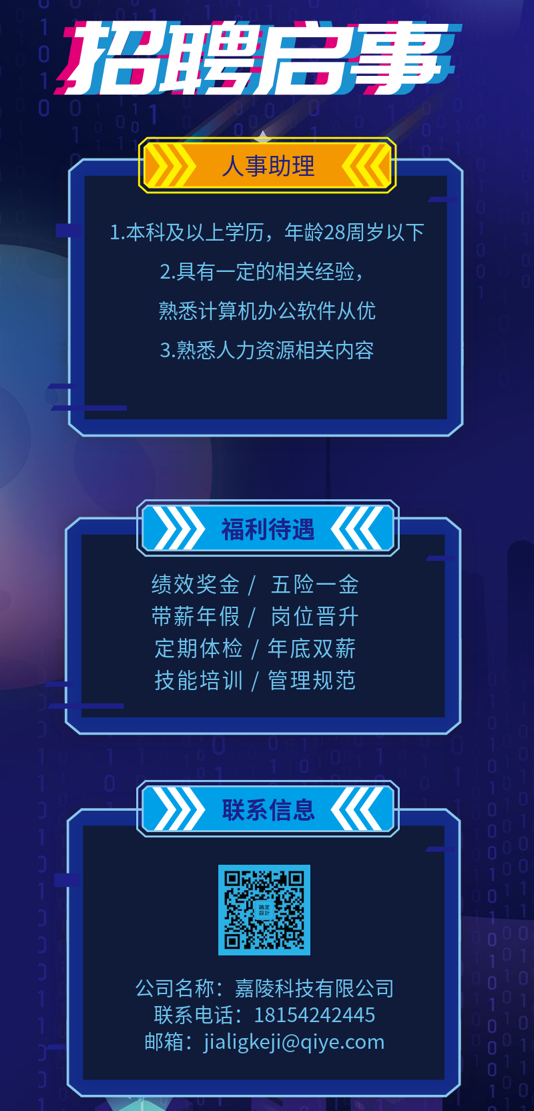 招聘启事
人事助理
1.本科及以上学历，年龄28周岁以下
2.具有一定的相关经验，
熟悉计算机办公软件从优
3.熟悉人力资源相关内容
福利待遇
绩效奖金 / 五险一金
带薪年假 / 岗位晋升
定期体检 / 年底双薪
技能培训 / 管理规范
联系信息
公司名称：嘉陵科技有限公司
联系电话：18154242445
邮箱：jialigkeji@qiye.com